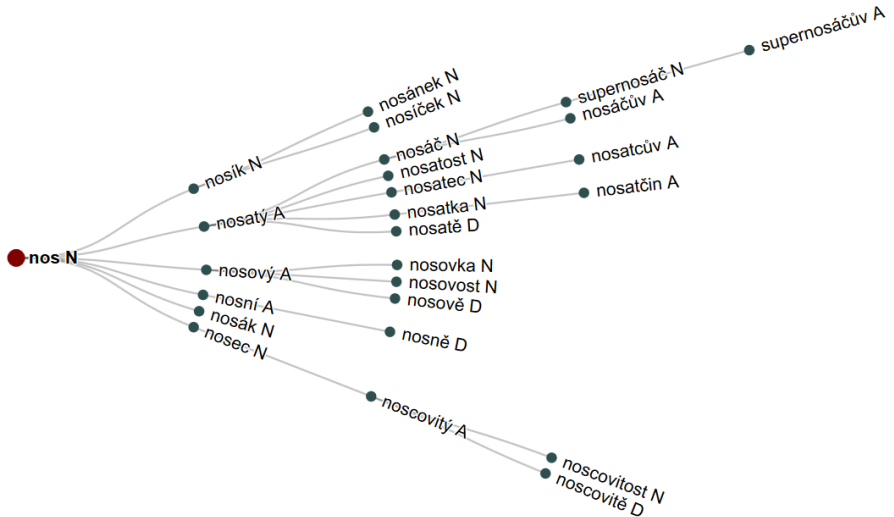 nos N
nosík N
nosánek N
nosíček N
nosatý A
nosáč N
supernosáč N
supernosáčův A
nosáčův A
nosatost N
nosatec N
nosatcův A
nosatka N
nosatčin A
nosatě D
nosový A
nosovka N
nosovost N
nosově D
nosní A
nosně D
nosák N
nosec N
noscovitý A
noscovitost N
noscovitě D